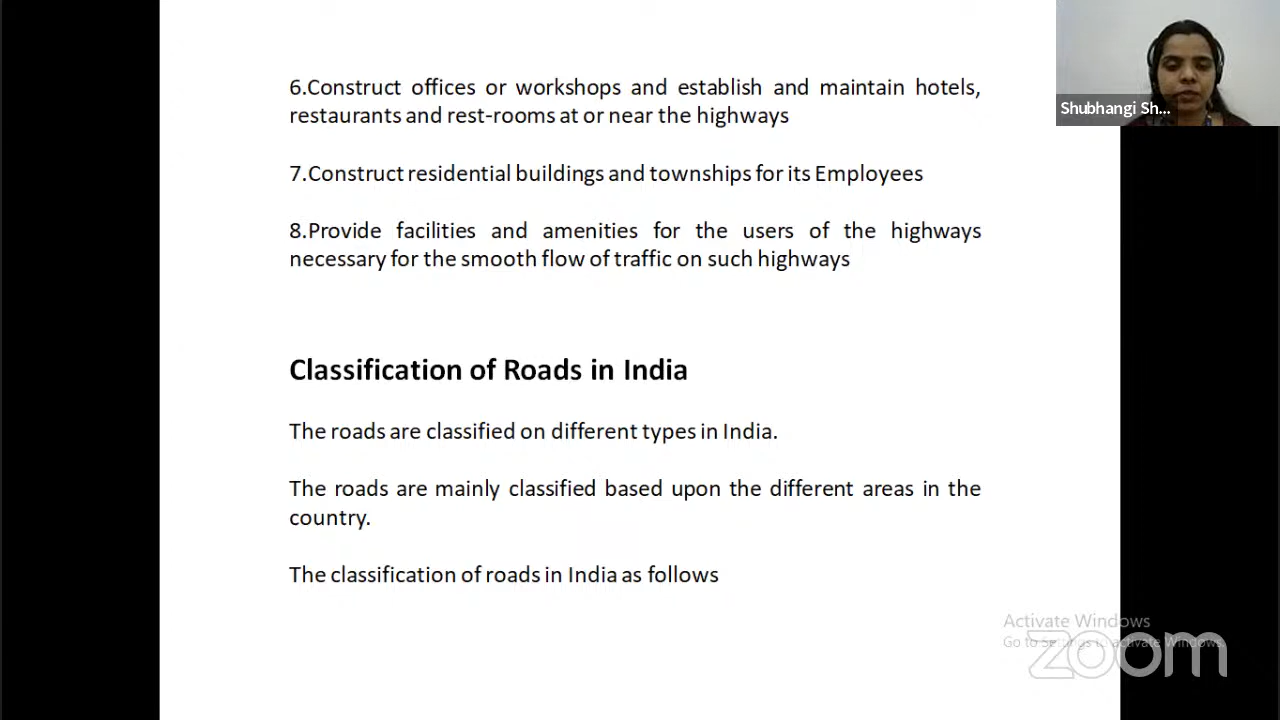 6.Construct offices or workshops and establish and maintain hotels,
restaurants and rest-rooms at or near the highways
7.Construct residential buildings and townships for its Employees
8.Provide facilities and amenities for the users of the highways
necessary for the smooth flow of traffic on such highways
Classification of Roads in India
The roads are classified on different types in India.
The roads are mainly classified based upon the different areas in the
country.
The classification of roads in India as follows
Shubhangi Sh...
Activate Windows
Go to Settings to activate Windows.
zoom